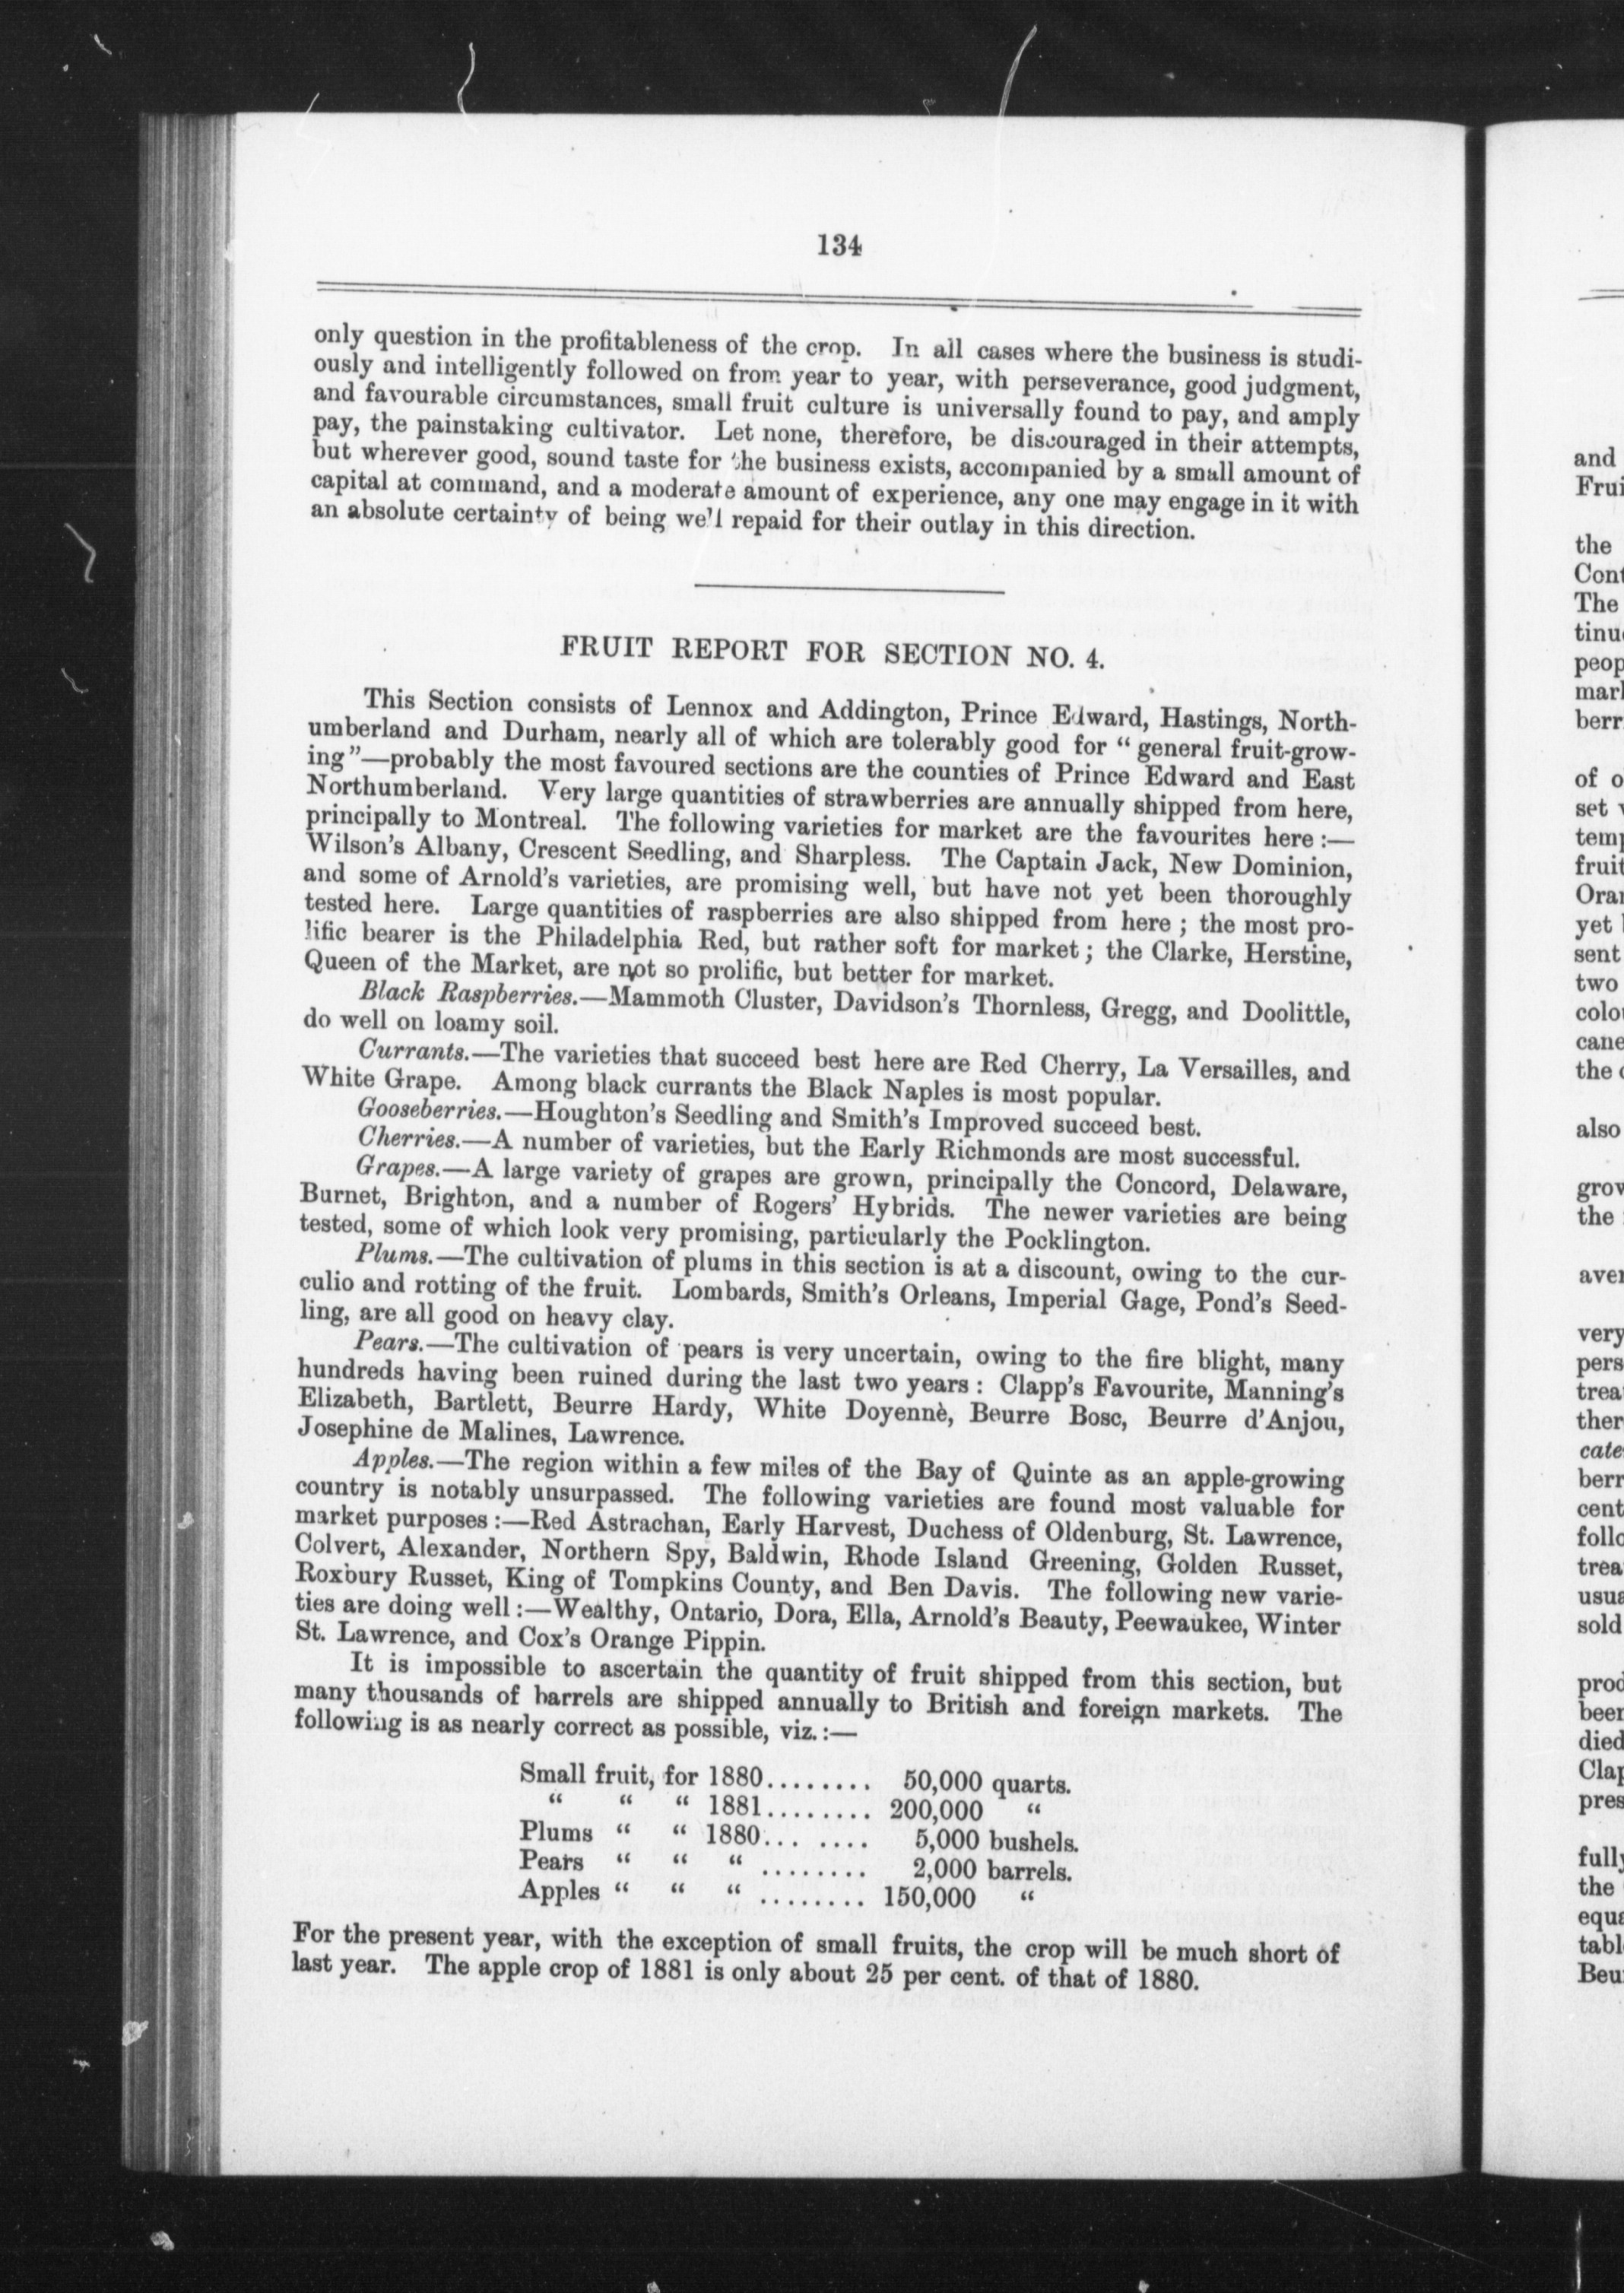 134
only question in the profitableness of the crop. In all cases where the business is studi-
ously and intelligently followed on from year to year, with perseverance, good judgment,
and favourable circumstances, small fruit culture is universally found to pay, and amply
pay, the painstaking cultivator. Let none, therefore, be discouraged in their attempts,
but wherever good, sound taste for the business exists, accompanied by a small amount of
capital at command, and a moderate amount of experience, any one may engage in it with
an absolute certainty of being well repaid for their outlay in this direction.
FRUIT REPORT FOR SECTION NO. 4.
This Section consists of Lennox and Addington, Prince Edward, Hastings, North-
umberland and Durham, nearly all of which are tolerably good for “ general fruit-grow-
ing ”—probably the most favoured sections are the counties of Prince Edward and East
Northumberland. Very large quantities of strawberries are annually shipped from here,
principally to Montreal. The following varieties for market are the favourites here :—
Wilson's Albany, Crescent Seedling, and Sharpless. The Captain Jack, New Dominion,
and some of Arnold's varieties, are promising well, but have not yet been thoroughly
tested here. Large quantities of raspberries are also shipped from here ; the most pro-
lific bearer is the Philadelphia Red, but rather soft for market ; the Clarke, Herstine,
Queen of the Market, are not so prolific, but better for market.
Black Raspberries.—Mammoth Cluster, Davidson's Thornless, Gregg, and Doolittle,
do well on loamy soil.
Currants.—The varieties that succeed best here are Red Cherry, La Versailles, and
White Grape. Among black currants the Black Naples is most popular.
Gooseberries.—Houghton's Seedling and Smith's Improved succeed best.
Cherries.—A number of varieties, but the Early Richmonds are most successful.
Grapes.—A large variety of grapes are grown, principally the Concord, Delaware,
Burnet, Brighton, and a number of Rogers' Hybrids. The newer varieties are being
tested, some of which look very promising, particularly the Pocklington.
Plums.—The cultivation of plums in this section is at a discount, owing to the cur-
culio and rotting of the fruit. Lombards, Smith's Orleans, Imperial Gage, Pond's Seed-
ling, are all good on heavy clay.
Pears.—The cultivation of pears is very uncertain, owing to the fire blight, many
hundreds having been ruined during the last two years : Clapp's Favourite, Manning's
Elizabeth, Bartlett, Beurre Hardy, White Doyennè, Beurre Bosc, Beurre d'Anjou,
Josephine de Malines, Lawrence.
Apples.—The region within a few miles of the Bay of Quinte as an apple-growing
country is notably unsurpassed. The following varieties are found most valuable for
market purposes :—Red Astrachan, Early Harvest, Duchess of Oldenburg, St. Lawrence,
Colvert, Alexander, Northern Spy, Baldwin, Rhode Island Greening, Golden Russet,
Roxbury Russet, King of Tompkins County, and Ben Davis. The following new varie-
ties are doing well :—Wealthy, Ontario, Dora, Ella, Arnold's Beauty, Peewaukee, Winter
St. Lawrence, and Cox's Orange Pippin.
It is impossible to ascertain the quantity of fruit shipped from this section, but
many thousands of barrels are shipped annually to British and foreign markets. The
following is as nearly correct as possible, viz. :—
Small fruit, for 1880........ 50,000 quarts.
“ “ “ 1881........ 200,000 “
Plums “ “ 1880... .... 5,000 bushels.
Pears “ “ “ ........ 2,000 barrels.
Apples “ “ “ ........ 150,000 “
For the present year, with the exception of small fruits, the crop will be much short of
last year. The apple crop of 1881 is only about 25 per cent. of that of 1880.
and
the
The
of o
set
yet
sent
two
the
also
the
very
berr
sold
been
died
the